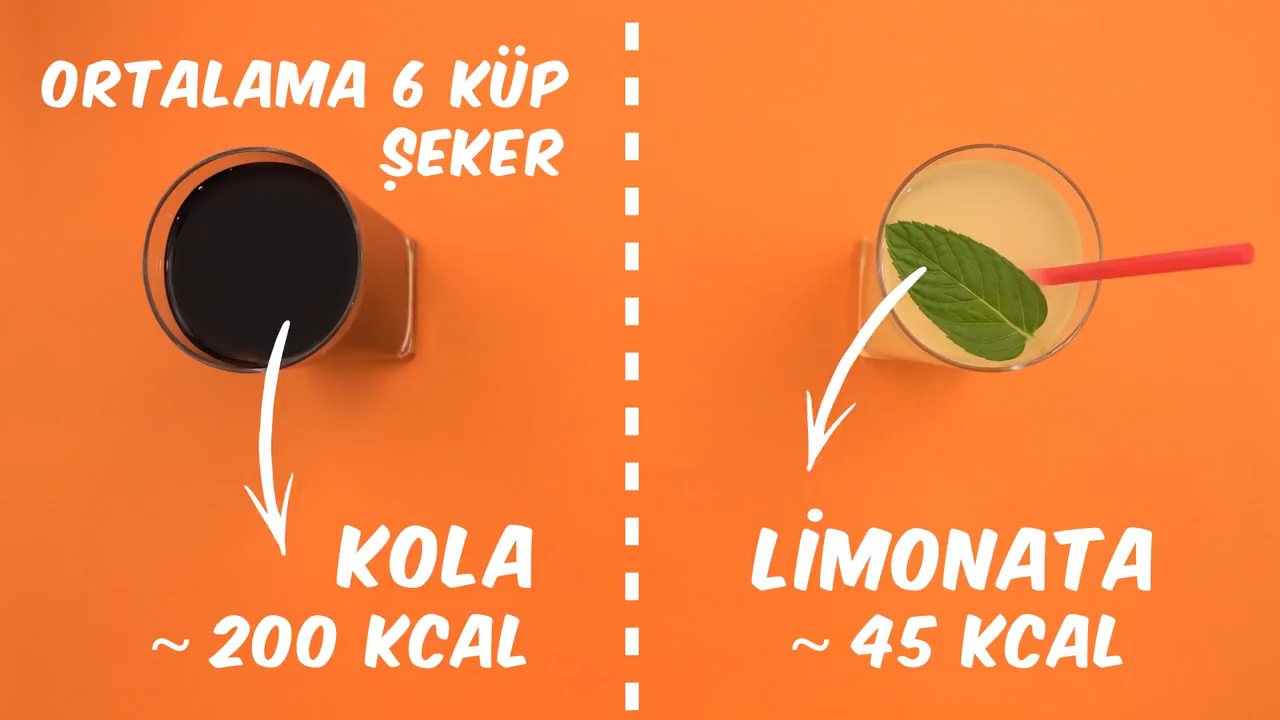 ORTALAMA 6 KÜP
ŞEKER
KOLA
~ 200 KCAL
LİMONATA
~ 45 KCAL